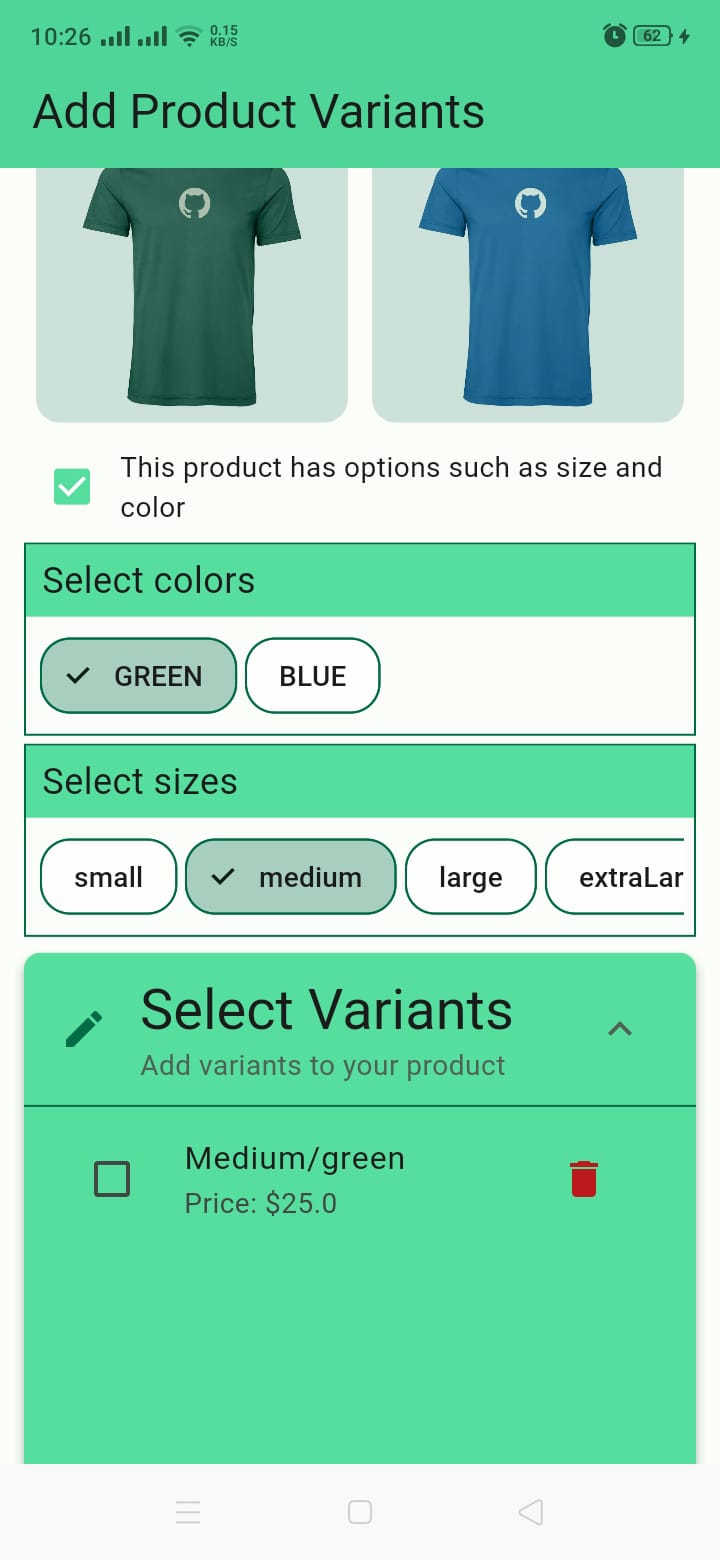 10:26
0.15
KB/S
62
Add Product Variants
This product has options such as size and
color
Select colors
GREEN BLUE
Select sizes
small medium large extraLar
Select Variants
Add variants to your product
Medium/green
Price: $25.0